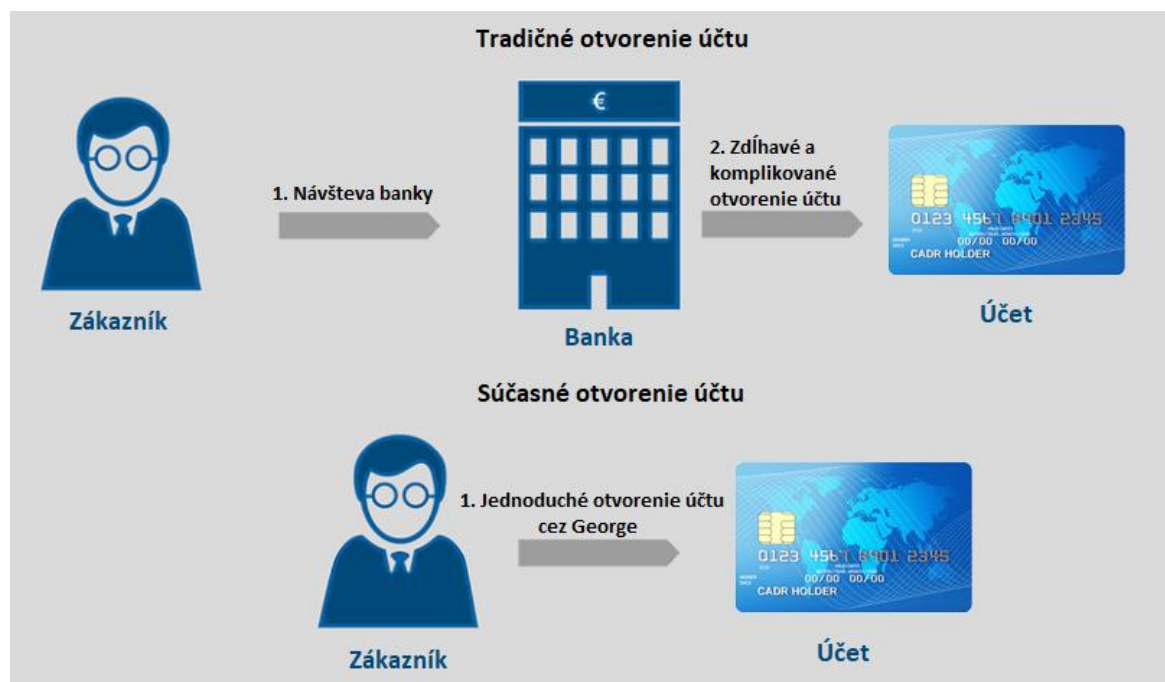 Tradičné otvorenie účtu
€
1. Návšteva banky
2. Zdĺhavé a
komplikované
otvorenie účtu
0123 4567 8901 2345
00/00 00/00
CADR HOLDER
Zákazník
Banka
Účet
Súčasné otvorenie účtu
1. Jednoduché otvorenie účtu
cez George
0123 4567 8901 2345
00/00 00/00
CADR HOLDER
Zákazník
Účet